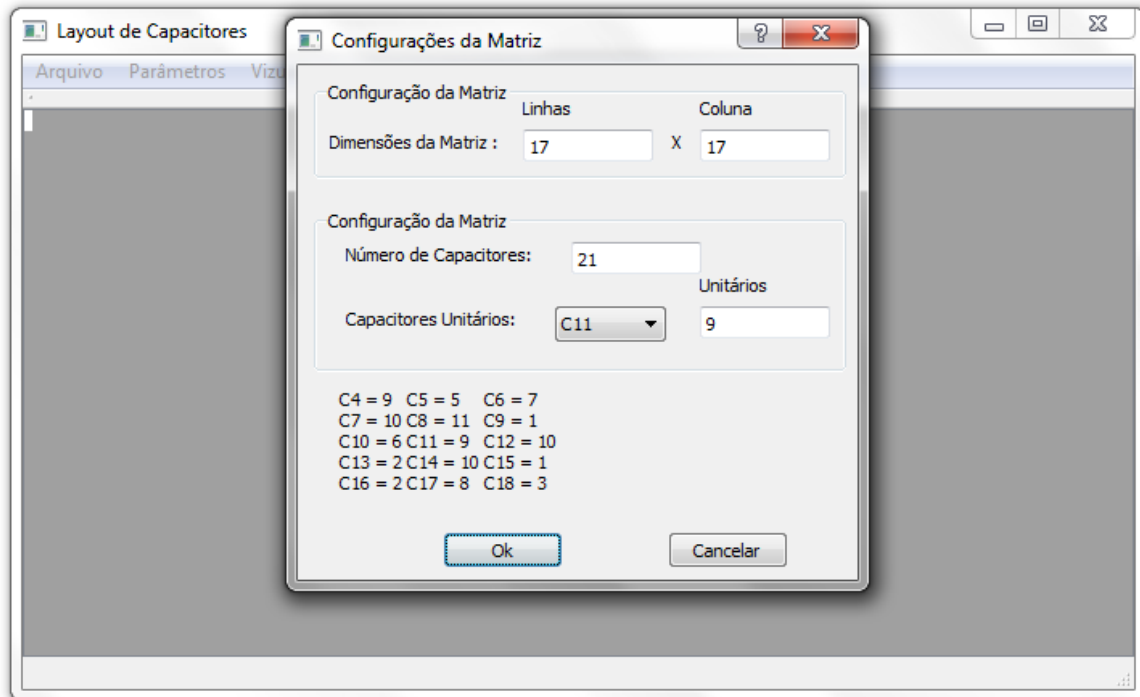 Layout de Capacitores
Arquivo Parâmetros Vizu
Configurações da Matriz
Configuração da Matriz
Linhas Coluna
Dimensões da Matriz : 17 X 17
Configuração da Matriz
Número de Capacitores: 21
Unitários
Capacitores Unitários: C11 9
C4 = 9 C5 = 5 C6 = 7
C7 = 10 C8 = 11 C9 = 1
C10 = 6 C11 = 9 C12 = 10
C13 = 2 C14 = 10 C15 = 1
C16 = 2 C17 = 8 C18 = 3
Ok Cancelar